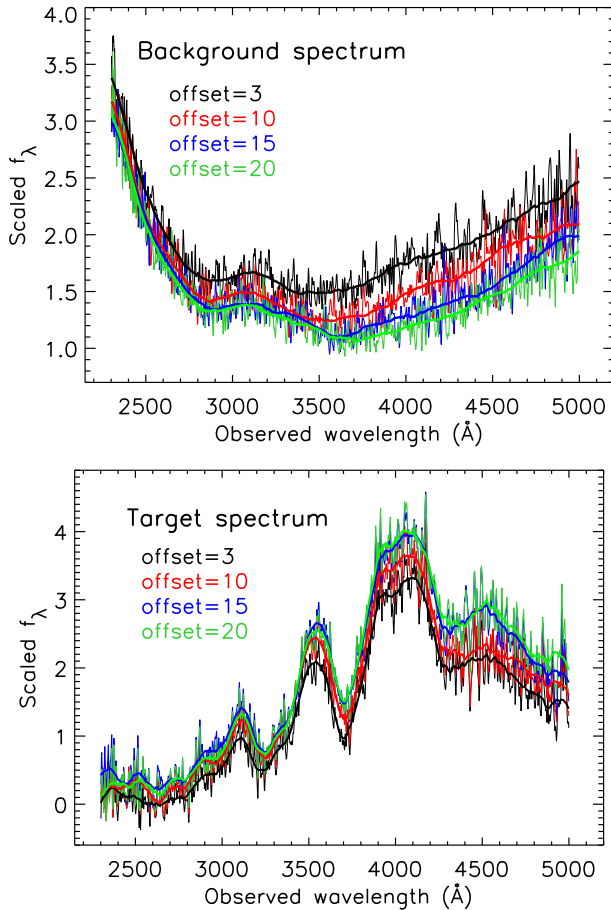 Background spectrum
offset=3
offset=10
offset=15
offset=20
Scaled fλ
4.0
3.5
3.0
2.5
2.0
1.5
1.0
2500 3000 3500 4000 4500 5000
Observed wavelength (Å)
Target spectrum
offset=3
offset=10
offset=15
offset=20
Scaled fλ
4
3
2
1
0
2500 3000 3500 4000 4500 5000
Observed wavelength (Å)